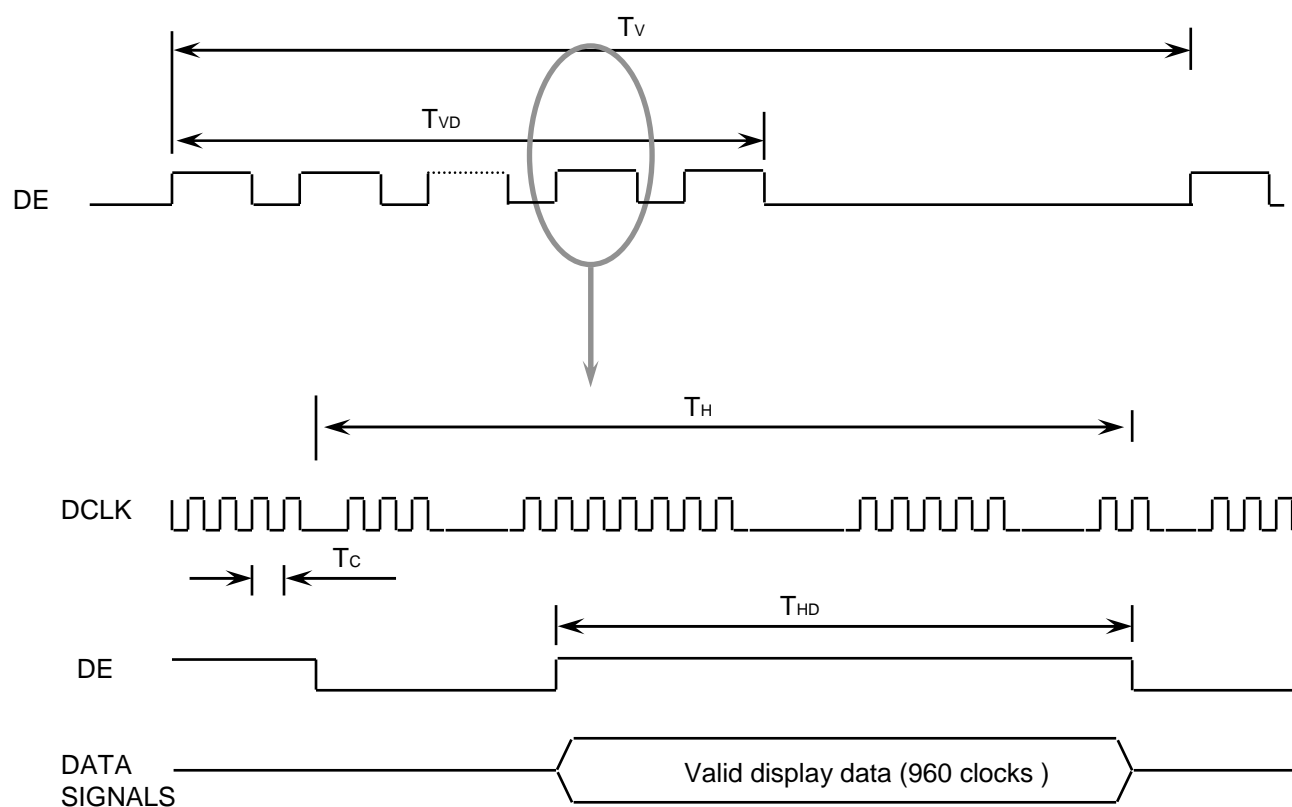 TV
TVD
DE
TH
DCLK
TC
THD
DE
DATA
SIGNALS
Valid display data (960 clocks )